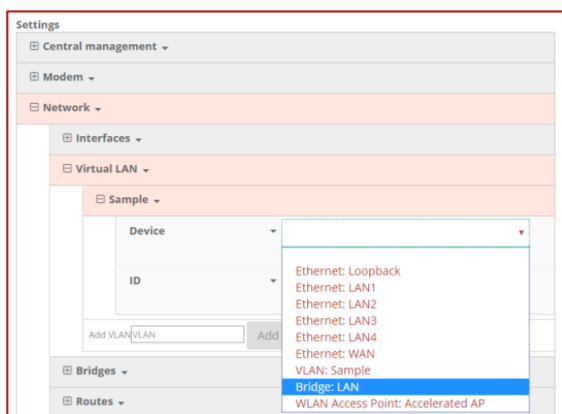 Settings
Central management
Modem
Network
Interfaces
Virtual LAN
Sample
Device
Ethernet: Loopback
Ethernet: LAN1
Ethernet: LAN2
Ethernet: LAN3
Ethernet: LAN4
Ethernet: WAN
VLAN: Sample
Bridge: LAN
WLAN Access Point: Accelerated AP
ID
Add VLAN VLAN Add
Bridges
Routes